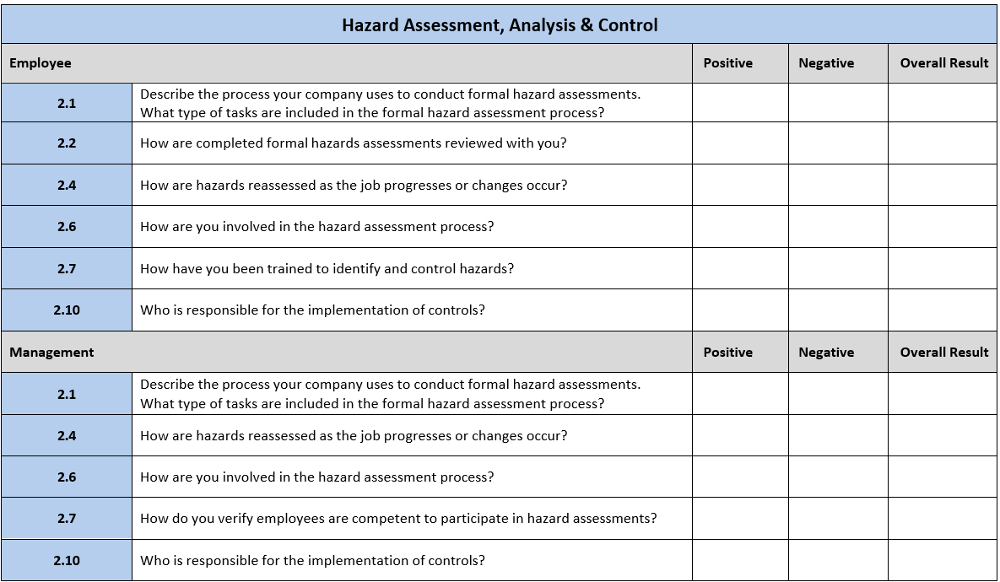 Hazard Assessment, Analysis & Control
Employee Positive Negative Overall Result
2.1 Describe the process your company uses to conduct formal hazard assessments.
What type of tasks are included in the formal hazard assessment process?
2.2 How are completed formal hazards assessments reviewed with you?
2.4 How are hazards reassessed as the job progresses or changes occur?
2.6 How are you involved in the hazard assessment process?
2.7 How have you been trained to identify and control hazards?
2.10 Who is responsible for the implementation of controls?
Management Positive Negative Overall Result
2.1 Describe the process your company uses to conduct formal hazard assessments.
What type of tasks are included in the formal hazard assessment process?
2.4 How are hazards reassessed as the job progresses or changes occur?
2.6 How are you involved in the hazard assessment process?
2.7 How do you verify employees are competent to participate in hazard assessments?
2.10 Who is responsible for the implementation of controls?